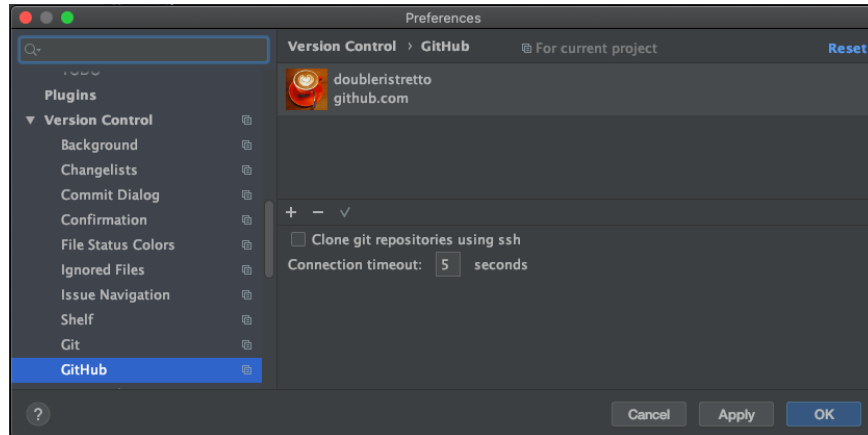 Preferences
Version Control › GitHub
For current project
Reset
doubleristretto
github.com
Plugins
Version Control
Background
Changelists
Commit Dialog
Confirmation
File Status Colors
Ignored Files
Issue Navigation
Shelf
Git
GitHub
Clone git repositories using ssh
Connection timeout: 5 seconds
?
Cancel
Apply
OK